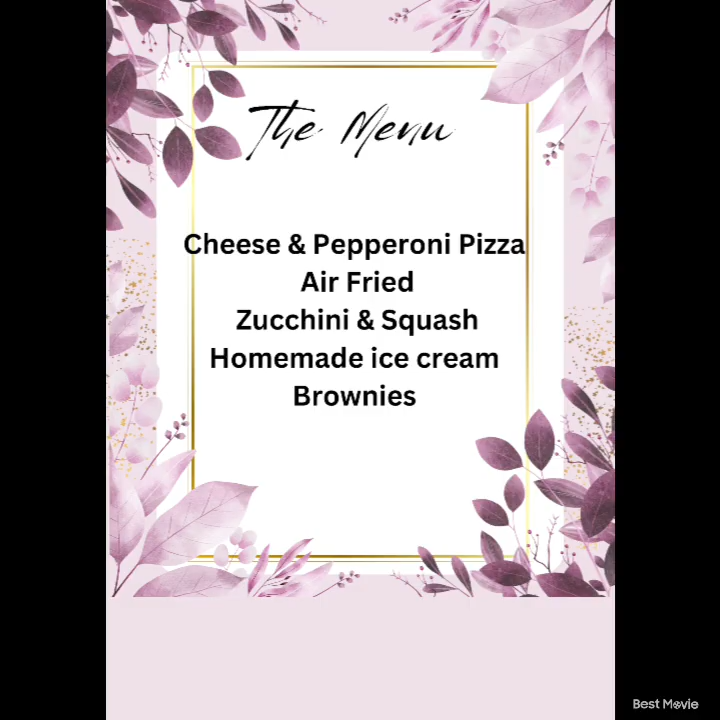 The Menu
Cheese & Pepperoni Pizza
Air Fried
Zucchini & Squash
Homemade ice cream
Brownies
Best Movie